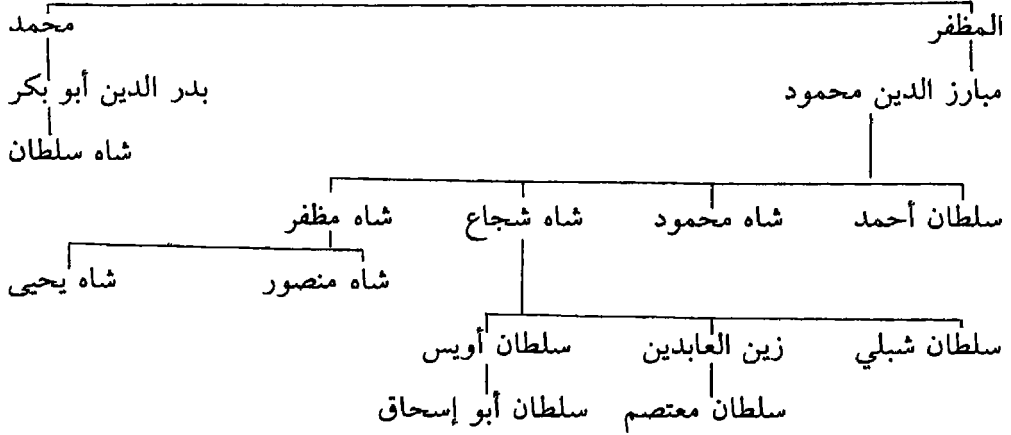 المظفر محمد
مبارز الدين محمود بدر الدين أبو بكر
شاه سلطان
سلطان أحمد شاه محمود شاه شجاع شاه مظفر
شاه منصور شاه يحيى
سلطان شبلي زين العابدين سلطان أويس
سلطان معتصم سلطان أبو إسحاق